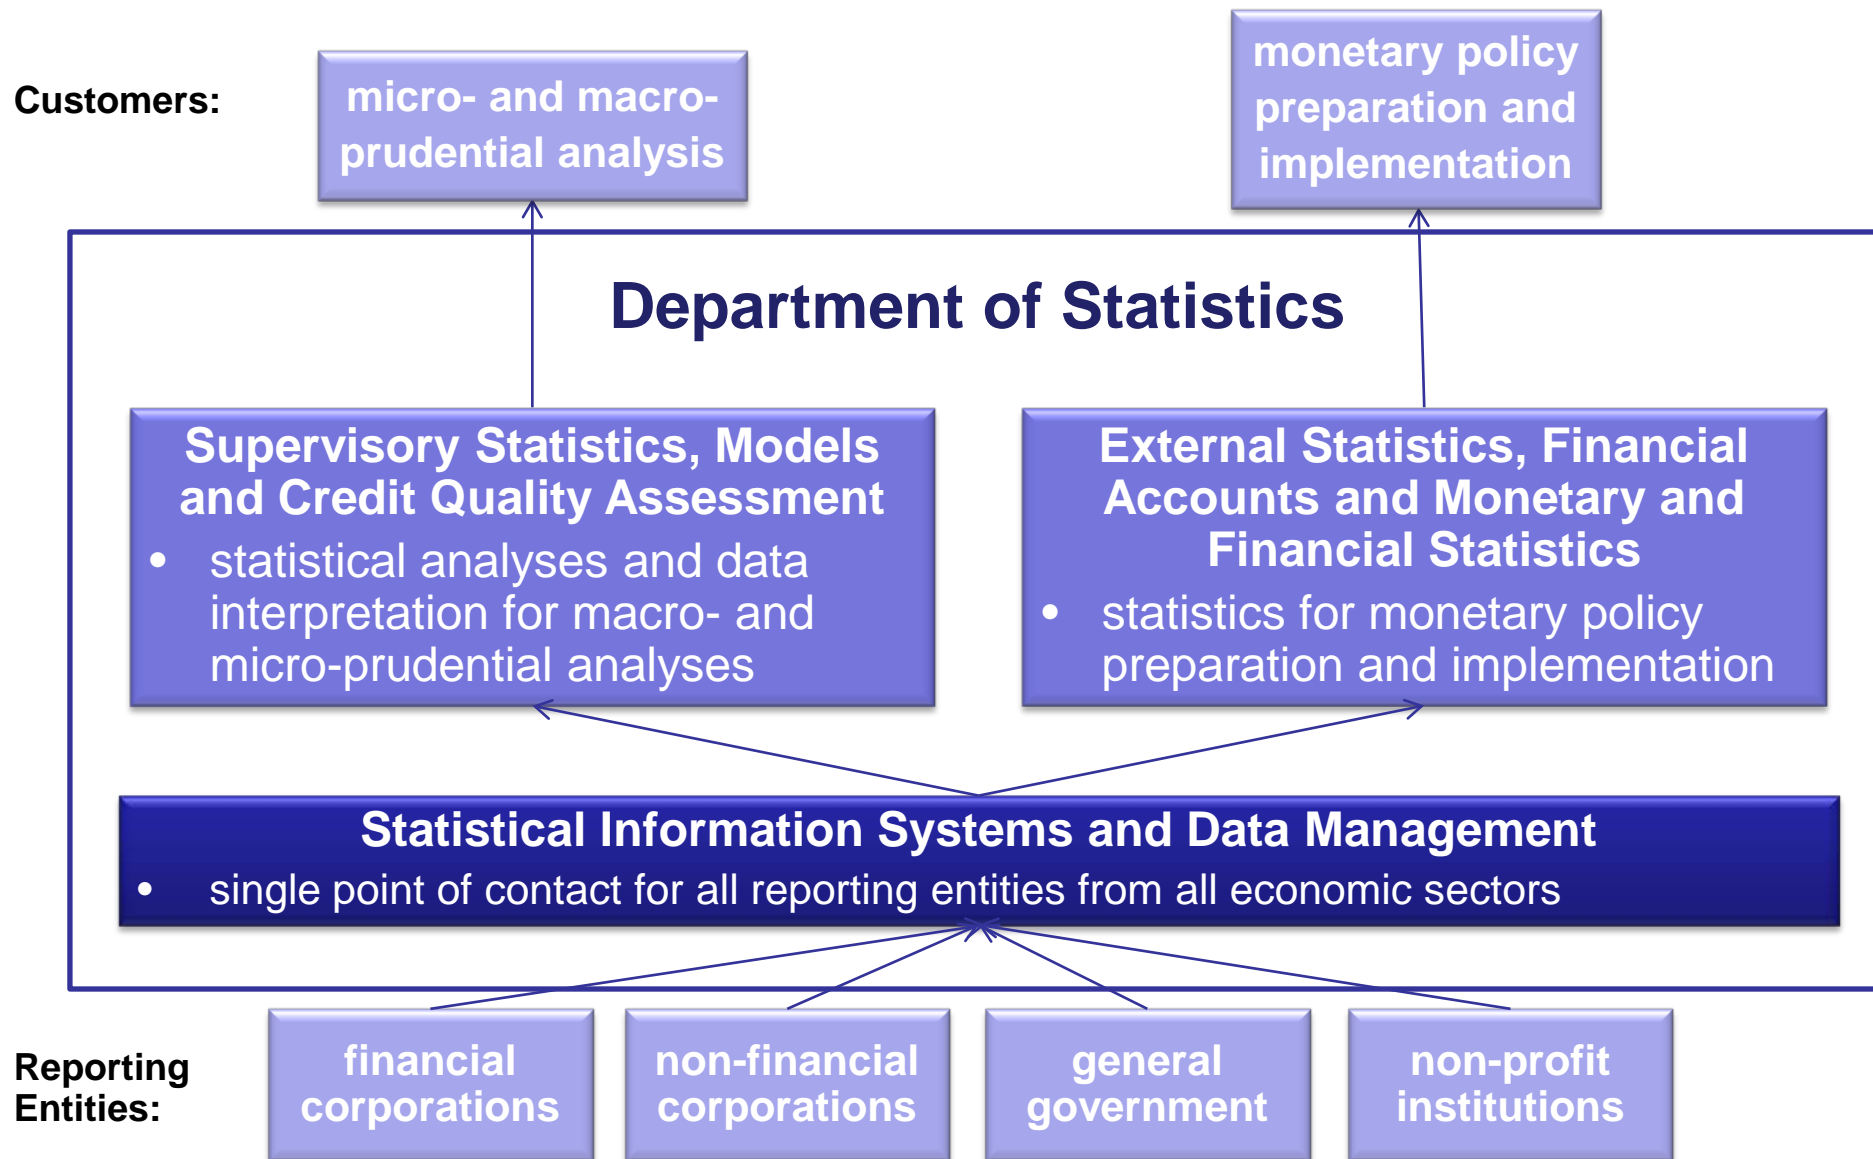 Customers:
micro- and macro-
prudential analysis
monetary policy
preparation and
implementation
Department of Statistics
Supervisory Statistics, Models
and Credit Quality Assessment
• statistical analyses and data
interpretation for macro- and
micro-prudential analyses
External Statistics, Financial
Accounts and Monetary and
Financial Statistics
• statistics for monetary policy
preparation and implementation
Statistical Information Systems and Data Management
• single point of contact for all reporting entities from all economic sectors
Reporting
Entities:
financial
corporations
non-financial
corporations
general
government
non-profit
institutions